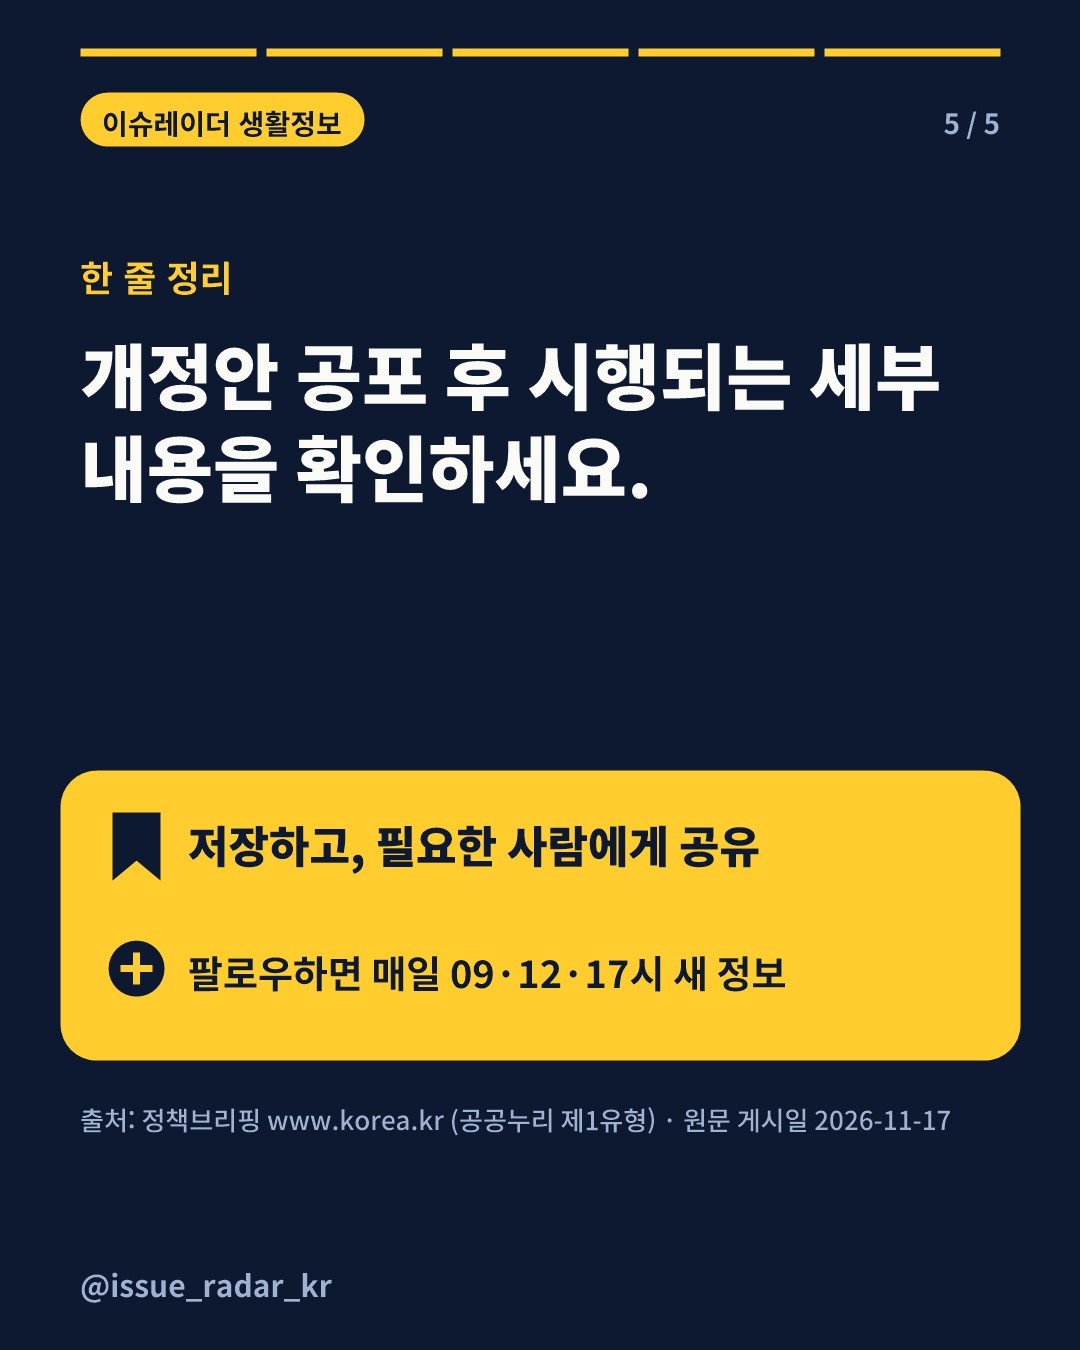 이슈레이더 생활정보
5 / 5
한 줄 정리
개정안 공포 후 시행되는 세부
내용을 확인하세요.
저장하고, 필요한 사람에게 공유
팔로우하면 매일 09·12·17시 새 정보
출처: 정책브리핑 www.korea.kr (공공누리 제1유형) · 원문 게시일 2026-11-17
@issue_radar_kr